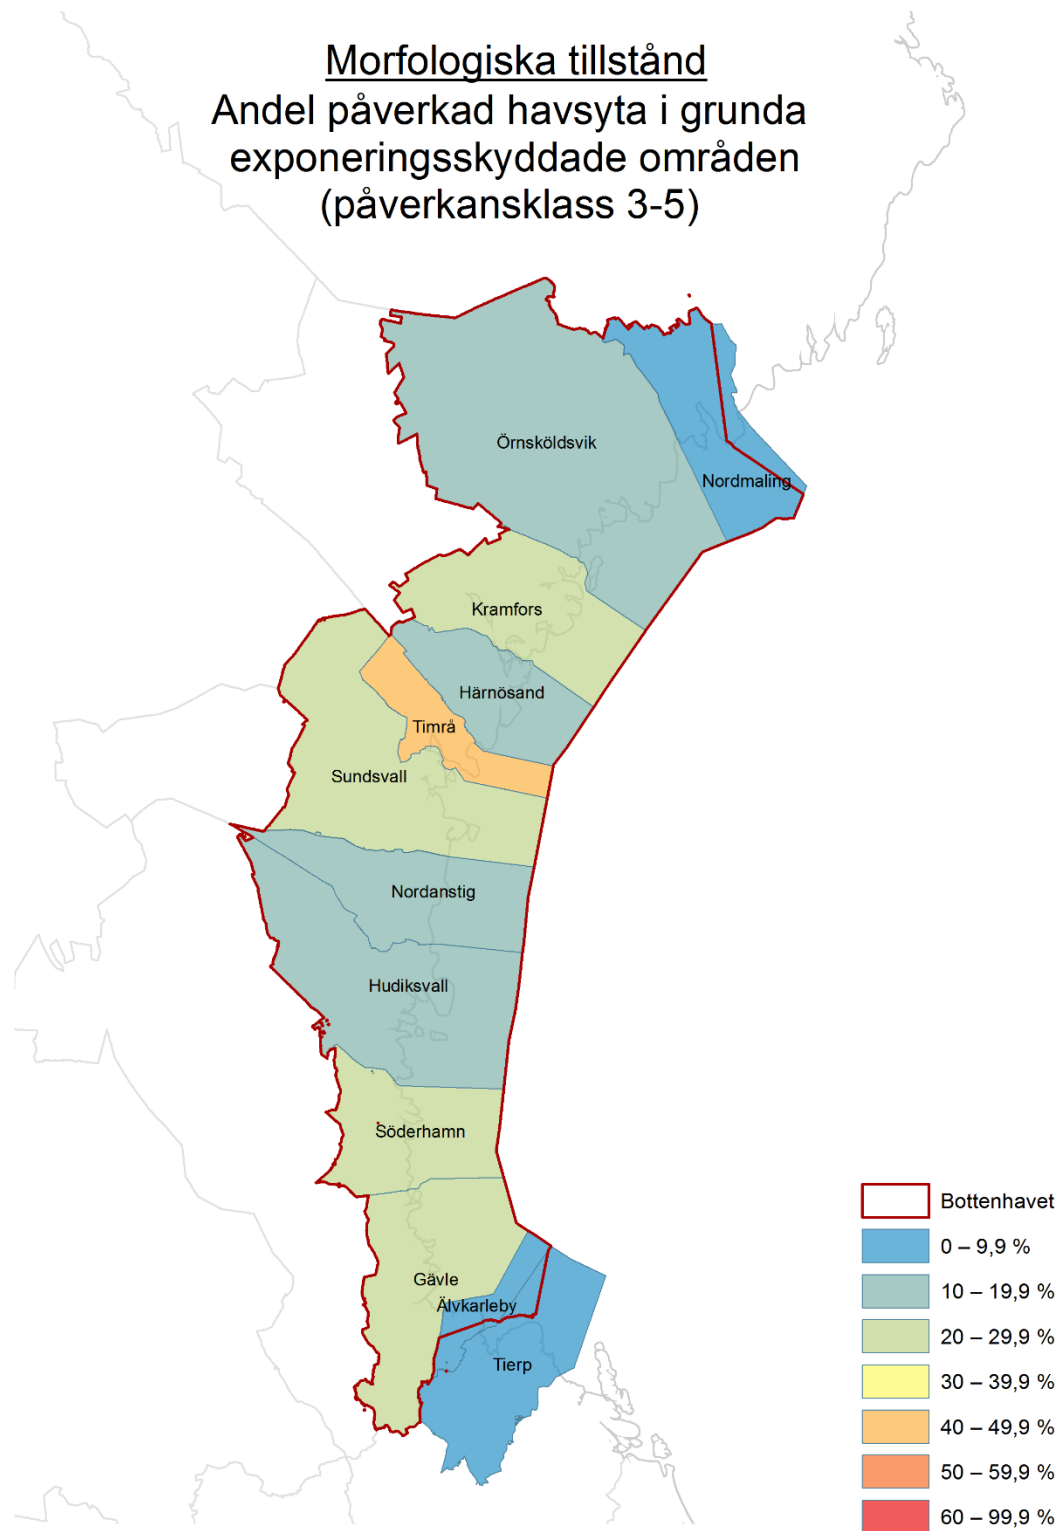 Morfologiska tillstånd
Andel påverkad havsyta i grunda
exponeringsskyddade områden
(påverkansklass 3-5)
Örnsköldsvik
Nordmaling
Kramfors
Härnösand
Timrå
Sundsvall
Nordanstig
Hudiksvall
Söderhamn
Gävle
Älvkarleby
Tierp
Bottenhavet
0 – 9,9 %
10 – 19,9 %
20 – 29,9 %
30 – 39,9 %
40 – 49,9 %
50 – 59,9 %
60 – 99,9 %